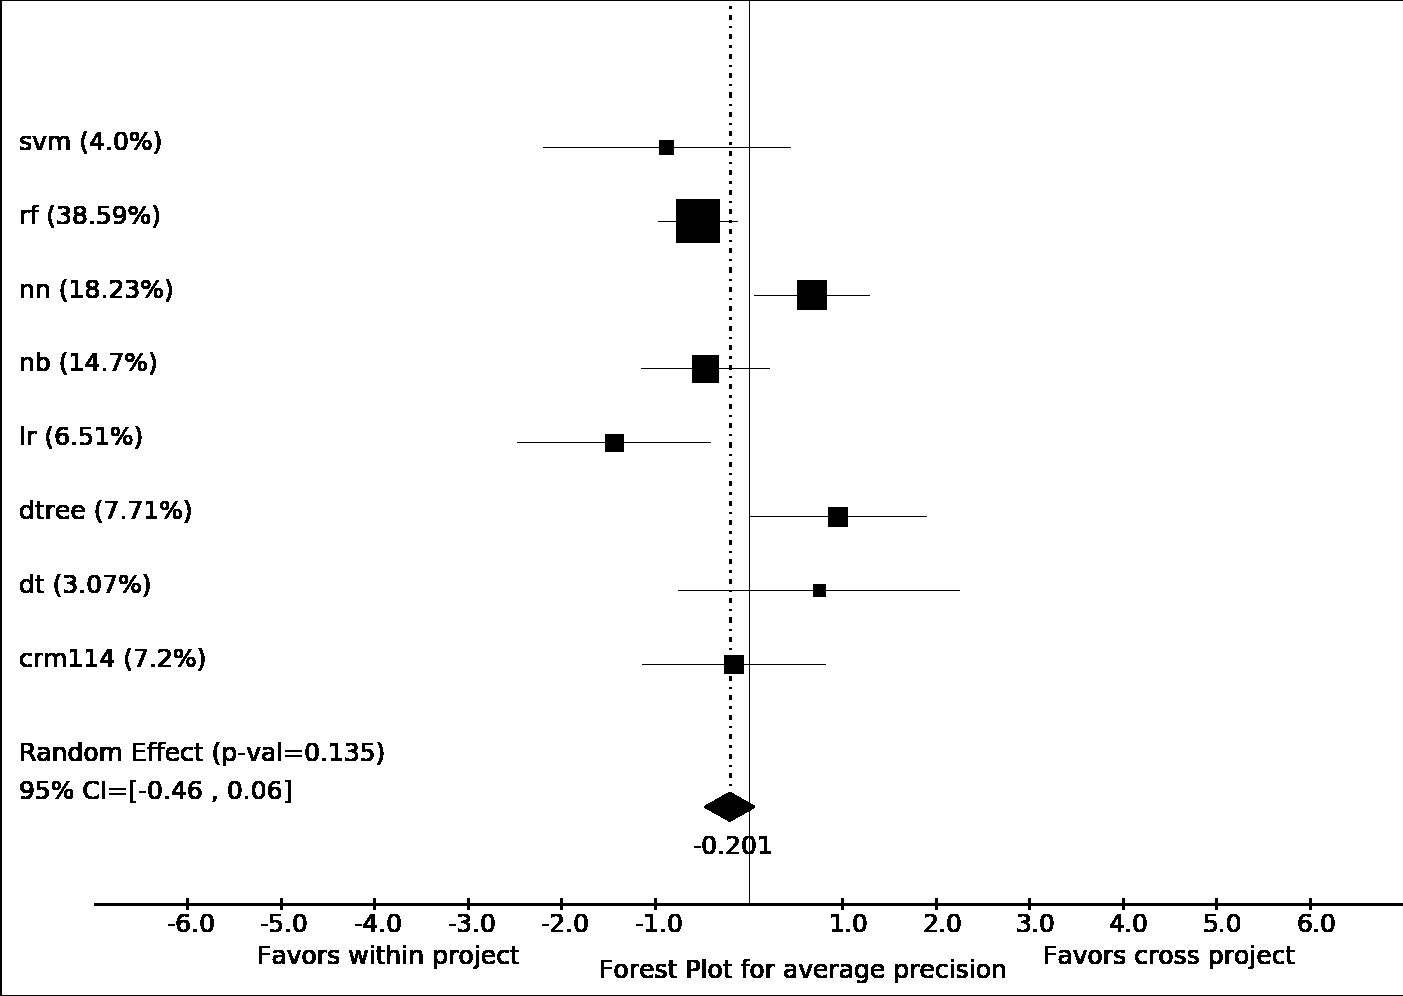 svm (4.0%)
rf (38.59%)
nn (18.23%)
nb (14.7%)
lr (6.51%)
dtree (7.71%)
dt (3.07%)
crm114 (7.2%)
Random Effect (p-val=0.135)
95% CI=[-0.46 , 0.06]
-0.201
-6.0 -5.0 -4.0 -3.0 -2.0 -1.0 1.0 2.0 3.0 4.0 5.0 6.0
Favors within project Favors cross project
Forest Plot for average precision